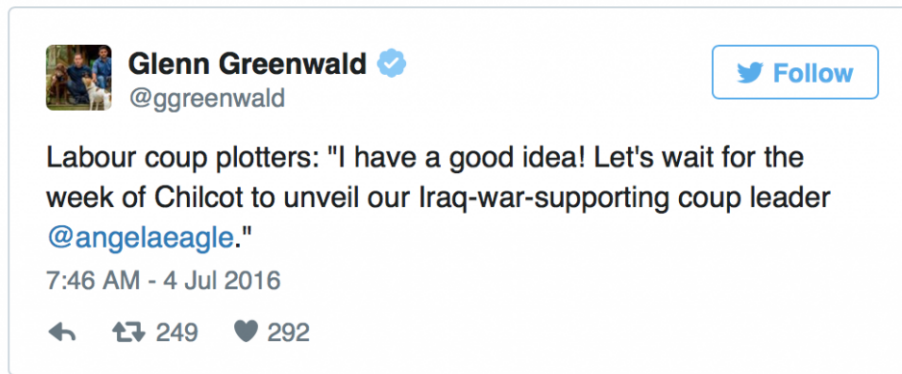 Glenn Greenwald
@ggreenwald
Follow
Labour coup plotters: "I have a good idea! Let's wait for the
week of Chilcot to unveil our Iraq-war-supporting coup leader
@angelaeagle."
7:46 AM - 4 Jul 2016
249 292